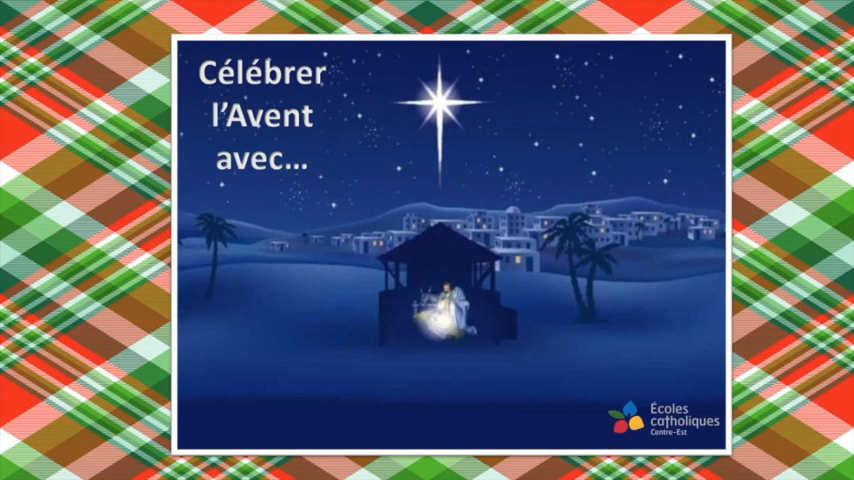 Célébrer
l'Avent
avec...
Écoles
catholiques
Centre-Est